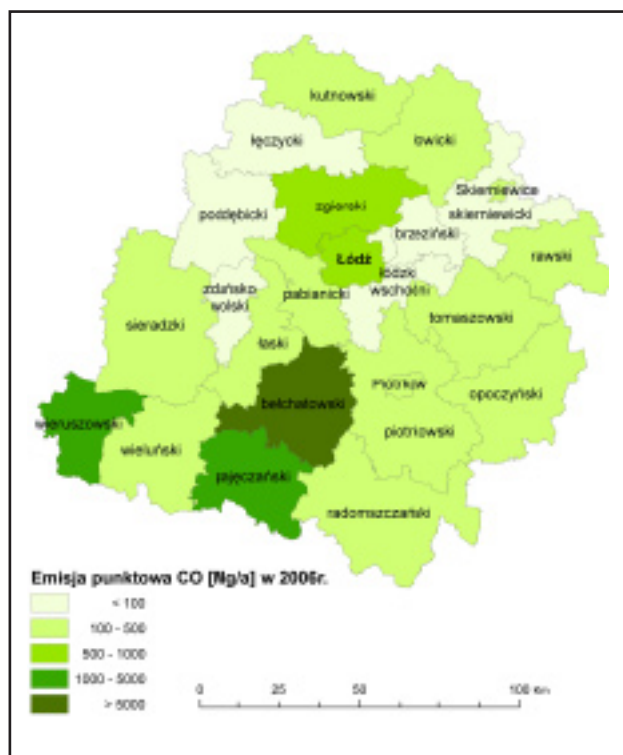 kutnowski
łęczycki
łowicki
Skierniewice
zgierski
poddębicki
skierniewicki
brzeziński
Łódź
rawski
łódzki
wschodni
zduńsko
wolski
pabianicki
sieradzki
tomaszowski
łaski
Piotrków
opoczyński
bełchatowski
wieruszowski
piotrkowski
wieluński
pajęczański
radomszczański
Emisja punktowa CO [Mg/a] w 2006r.
< 100
100 - 500
500 - 1000
1000 - 5000
> 5000
0 25 50 100 Km